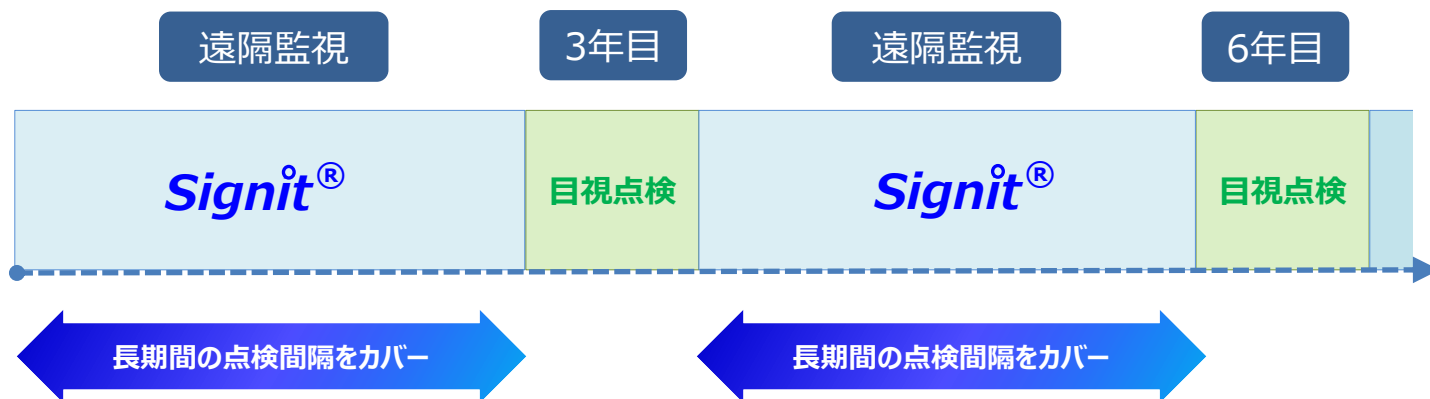 遠隔監視
3年目
遠隔監視
6年目
Signit®
目視点検
Signit®
目視点検
長期間の点検間隔をカバー
長期間の点検間隔をカバー